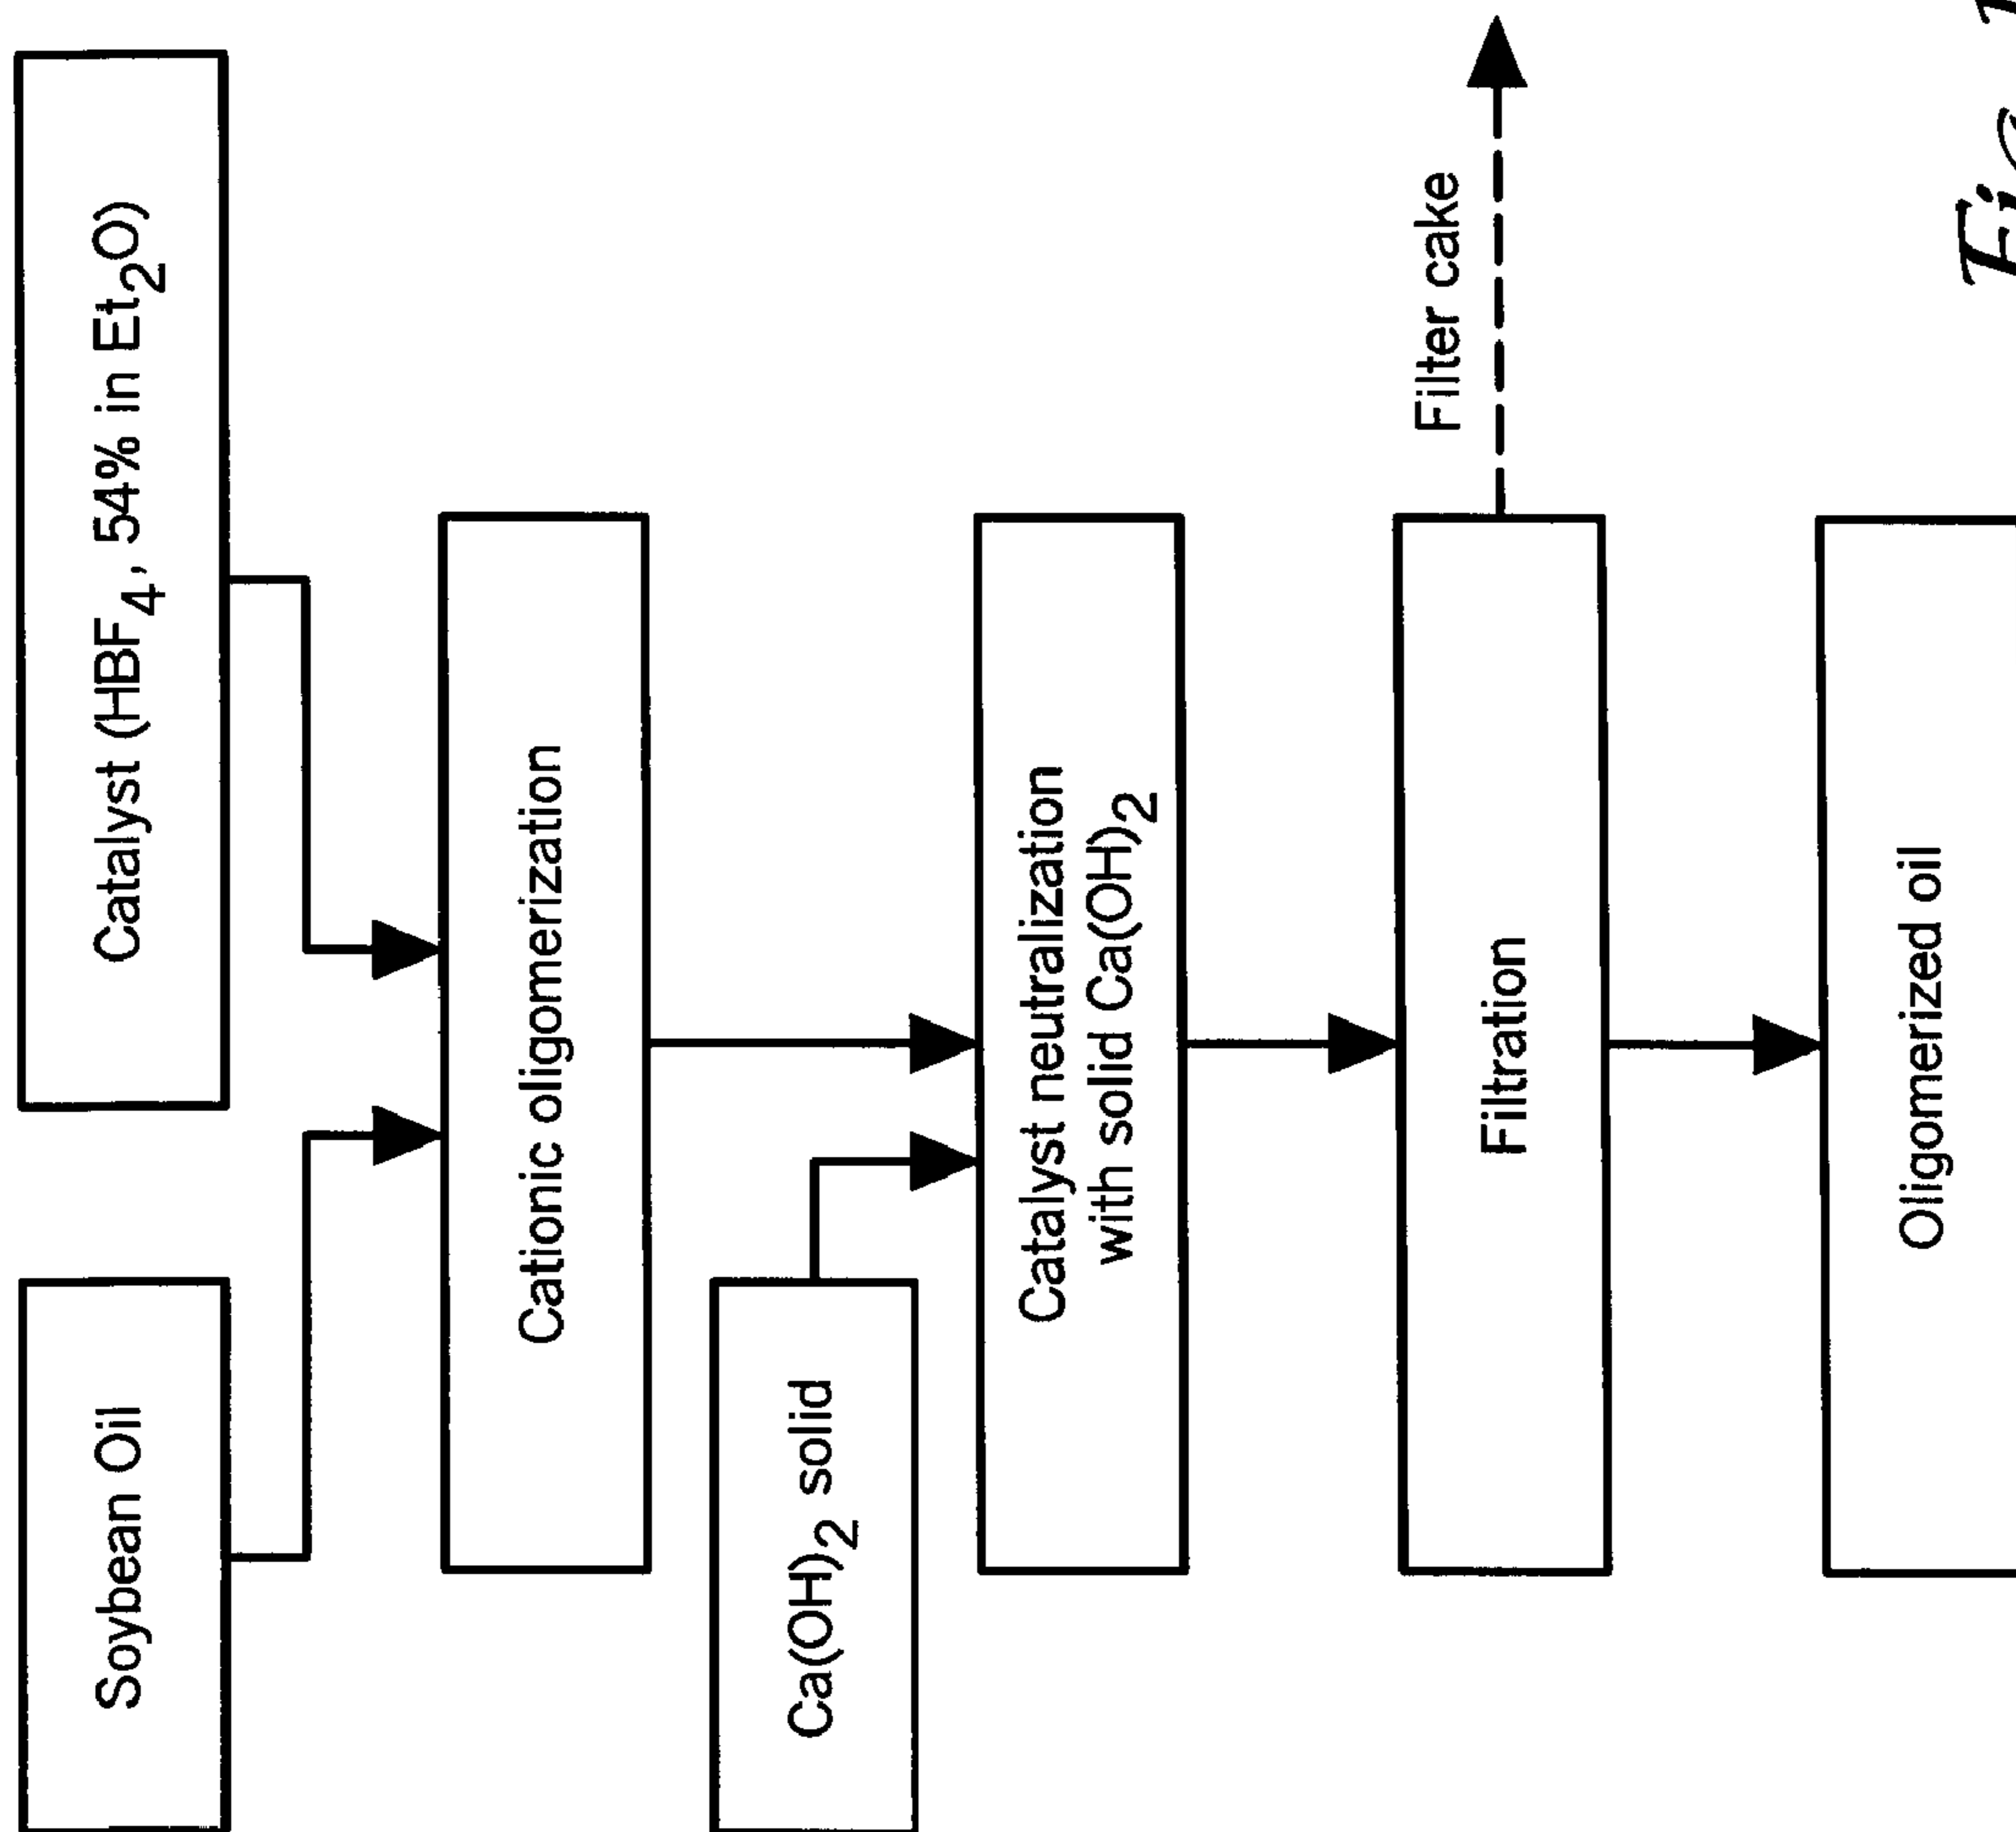 Soybean Oil
Catalyst (HBF₄, 54% in Et₂O)
Cationic oligomerization
Ca(OH)₂ solid
Catalyst neutralization
with solid Ca(OH)₂
Filtration
Filter cake
Oligomerized oil